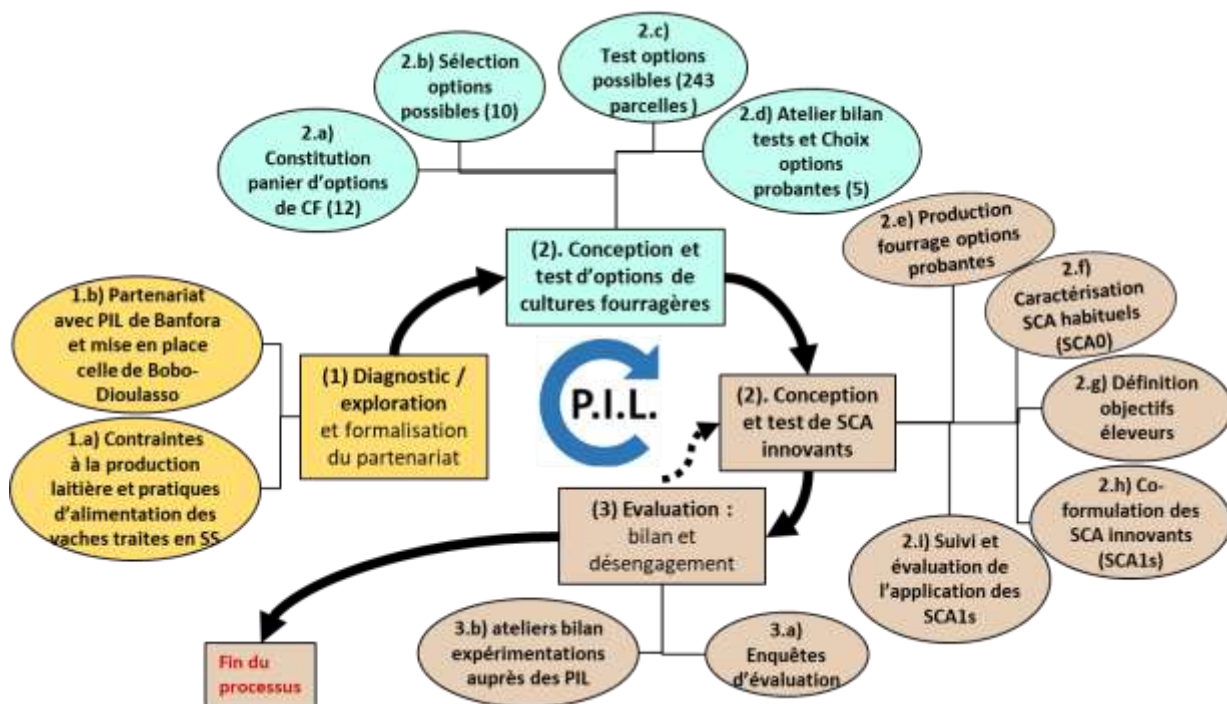 2.c)
Test options
possibles (243
parcelles )
2.b) Sélection
options
possibles (10)
2.d) Atelier bilan
tests et Choix
options
probantes (5)
2.a)
Constitution
panier d'options
de CF (12)
(2). Conception et
test d'options de
cultures fourragères
2.e) Production
fourrage options
probantes
2.f)
Caractérisation
SCA habituels
(SCA0)
1.b) Partenariat
avec PIL de Banfora
et mise en place
celle de Bobo-
Dioulasso
(1) Diagnostic /
exploration
et formalisation
du partenariat
P.I.L.
(2). Conception
et test de SCA
innovants
2.g) Définition
objectifs
éleveurs
1.a) Contraintes
à la production
laitière et pratiques
d'alimentation des
vaches traites en SS
2.h) Co-
formulation des
SCA innovants
(SCA1s)
(3) Evaluation :
bilan et
désengagement
2.i) Suivi et
évaluation de
l'application des
SCA1s
3.b) ateliers bilan
expérimentations
auprès des PIL
3.a)
Enquêtes
d'évaluation
Fin du
processus